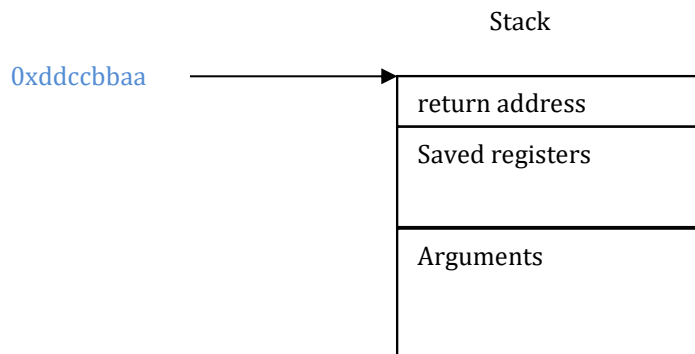 Stack
0xddccbbaa
return address
Saved registers
Arguments